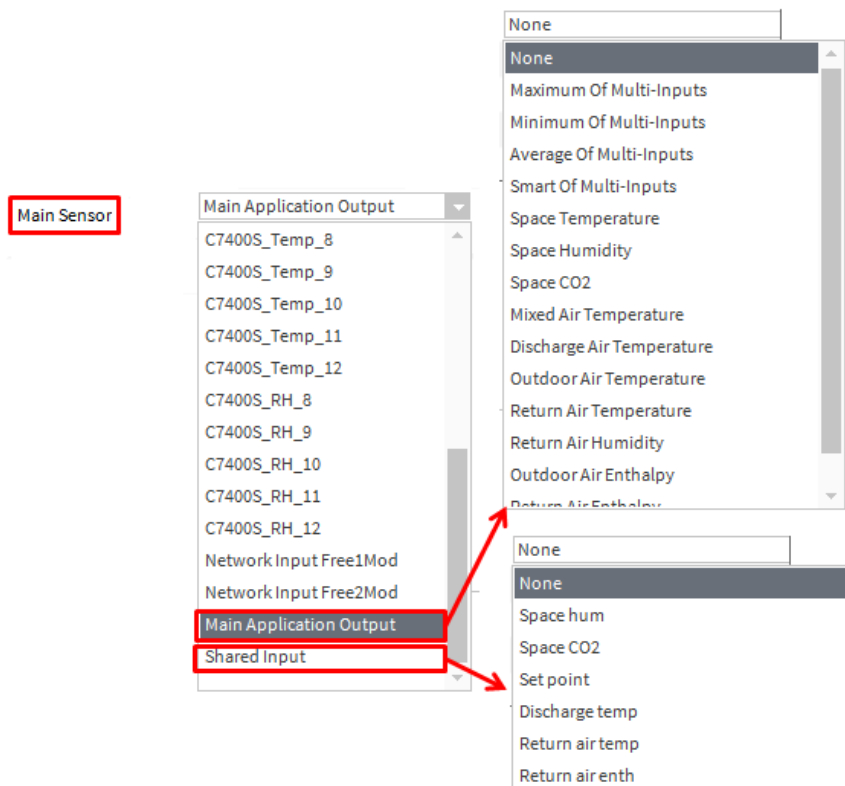 Main Sensor
Main Application Output
C7400S_Temp_8
C7400S_Temp_9
C7400S_Temp_10
C7400S_Temp_11
C7400S_Temp_12
C7400S_RH_8
C7400S_RH_9
C7400S_RH_10
C7400S_RH_11
C7400S_RH_12
Network Input Free1Mod
Network Input Free2Mod
Main Application Output
Shared Input
None
None
Maximum Of Multi-Inputs
Minimum Of Multi-Inputs
Average Of Multi-Inputs
Smart Of Multi-Inputs
Space Temperature
Space Humidity
Space CO2
Mixed Air Temperature
Discharge Air Temperature
Outdoor Air Temperature
Return Air Temperature
Return Air Humidity
Outdoor Air Enthalpy
Return Air Enthalpy
None
None
Space hum
Space CO2
Set point
Discharge temp
Return air temp
Return air enth